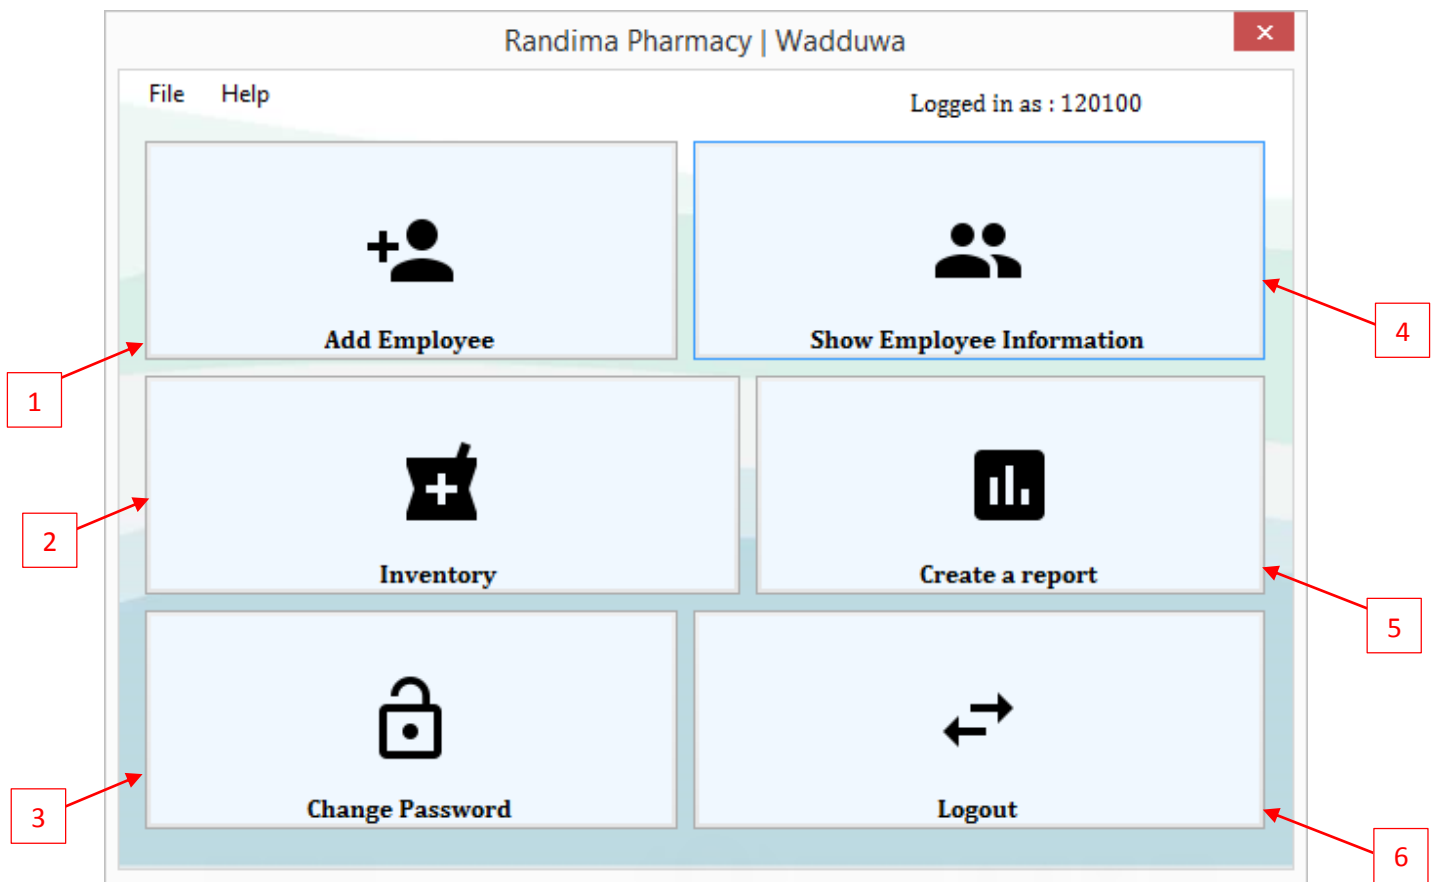 Randima Pharmacy | Wadduwa
File Help
Logged in as : 120100
Add Employee
Show Employee Information
4
1
Inventory
Create a report
2
5
Change Password
Logout
3
6